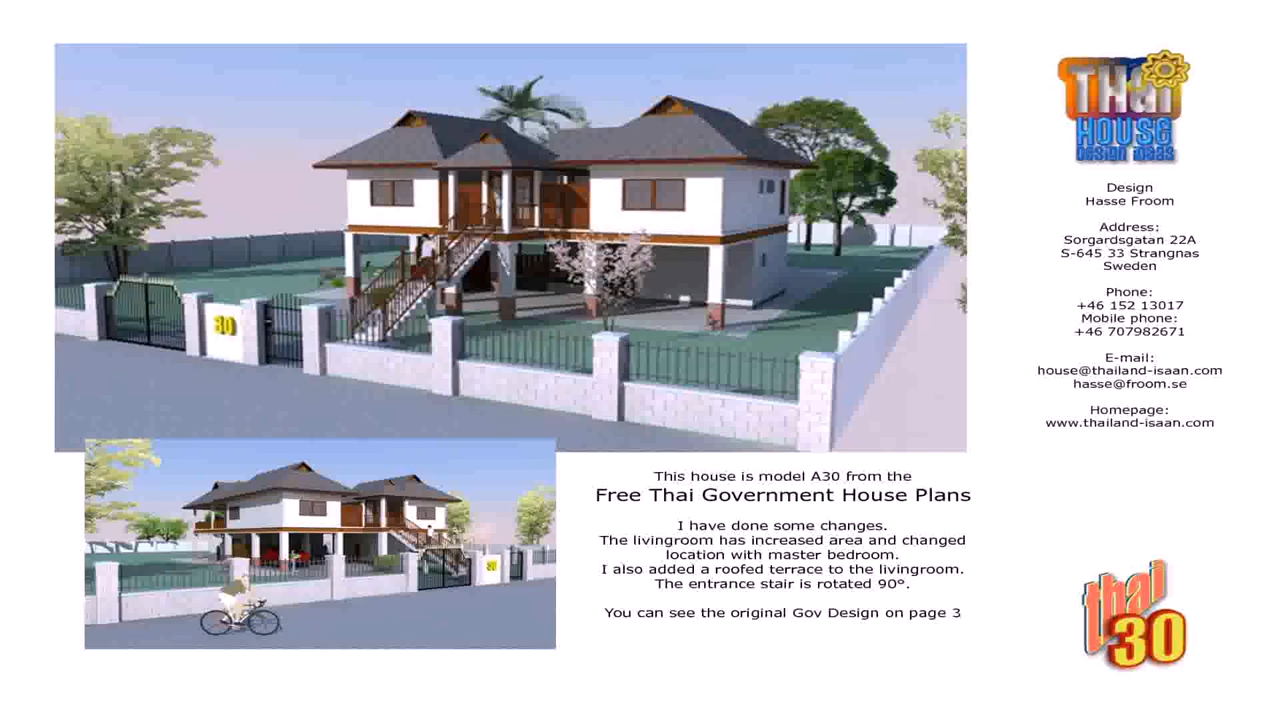 THai
HOUSE
Design ideas
Design
Hasse Froom
Address:
Sorgardsgatan 22A
S-645 33 Strangnas
Sweden
Phone:
+46 152 13017
Mobile phone:
+46 707982671
E-mail:
house@thailand-isaan.com
hasse@froom.se
Homepage:
www.thailand-isaan.com
30
30
This house is model A30 from the
Free Thai Government House Plans
I have done some changes.
The livingroom has increased area and changed
location with master bedroom.
I also added a roofed terrace to the livingroom.
The entrance stair is rotated 90°.
You can see the original Gov Design on page 3
thai
30